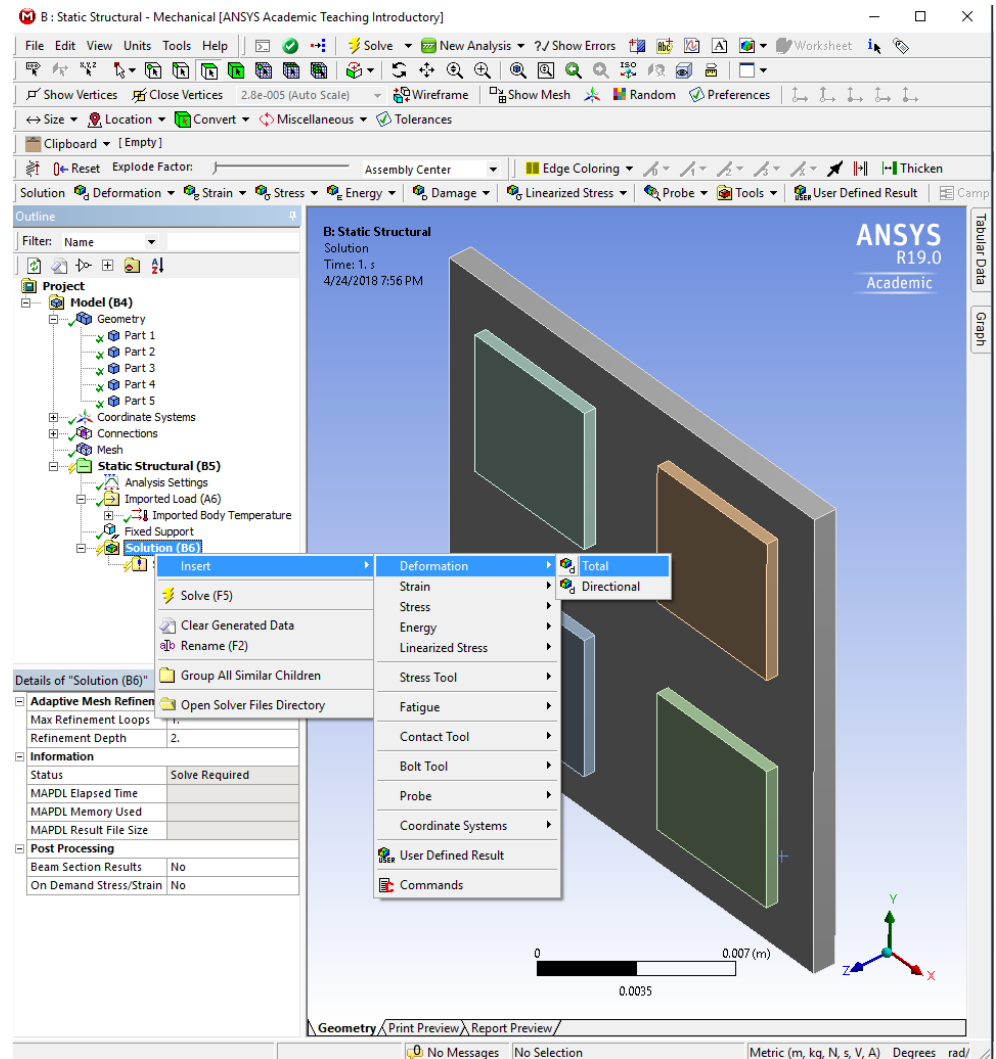 B : Static Structural - Mechanical [ANSYS Academic Teaching Introductory]
File Edit View Units Tools Help Solve New Analysis ?/ Show Errors Worksheet
Show Vertices Close Vertices 2.8e-005 (Auto Scale) Wireframe Show Mesh Random Preferences
Size Location Convert Miscellaneous Tolerances
Clipboard [Empty]
Reset Explode Factor: Assembly Center Edge Coloring Thicken
Solution Deformation Strain Stress Energy Damage Linearized Stress Probe Tools User Defined Result Camp
Outline
Filter: Name
Project
Model (B4)
Geometry
Part 1
Part 2
Part 3
Part 4
Part 5
Coordinate Systems
Connections
Mesh
Static Structural (B5)
Analysis Settings
Imported Load (A6)
Imported Body Temperature
Fixed Support
Solution (B6)
Insert
Solve (F5)
Clear Generated Data
Rename (F2)
Group All Similar Children
Open Solver Files Directory
Deformation
Strain
Stress
Energy
Linearized Stress
Stress Tool
Fatigue
Contact Tool
Bolt Tool
Probe
Coordinate Systems
User Defined Result
Commands
Total
Directional
Details of "Solution (B6)"
Adaptive Mesh Refinem
Max Refinement Loops 1.
Refinement Depth 2.
Information
Status Solve Required
MAPDL Elapsed Time
MAPDL Memory Used
MAPDL Result File Size
Post Processing
Beam Section Results No
On Demand Stress/Strain No
B: Static Structural
Solution
Time: 1. s
4/24/2018 7:56 PM
ANSYS
R19.0
Academic
Tabular Data
Graph
0 0.007 (m)
0.0035
Y
Z
X
Geometry Print Preview Report Preview
0 No Messages No Selection Metric (m, kg, N, s, V, A) Degrees rad/